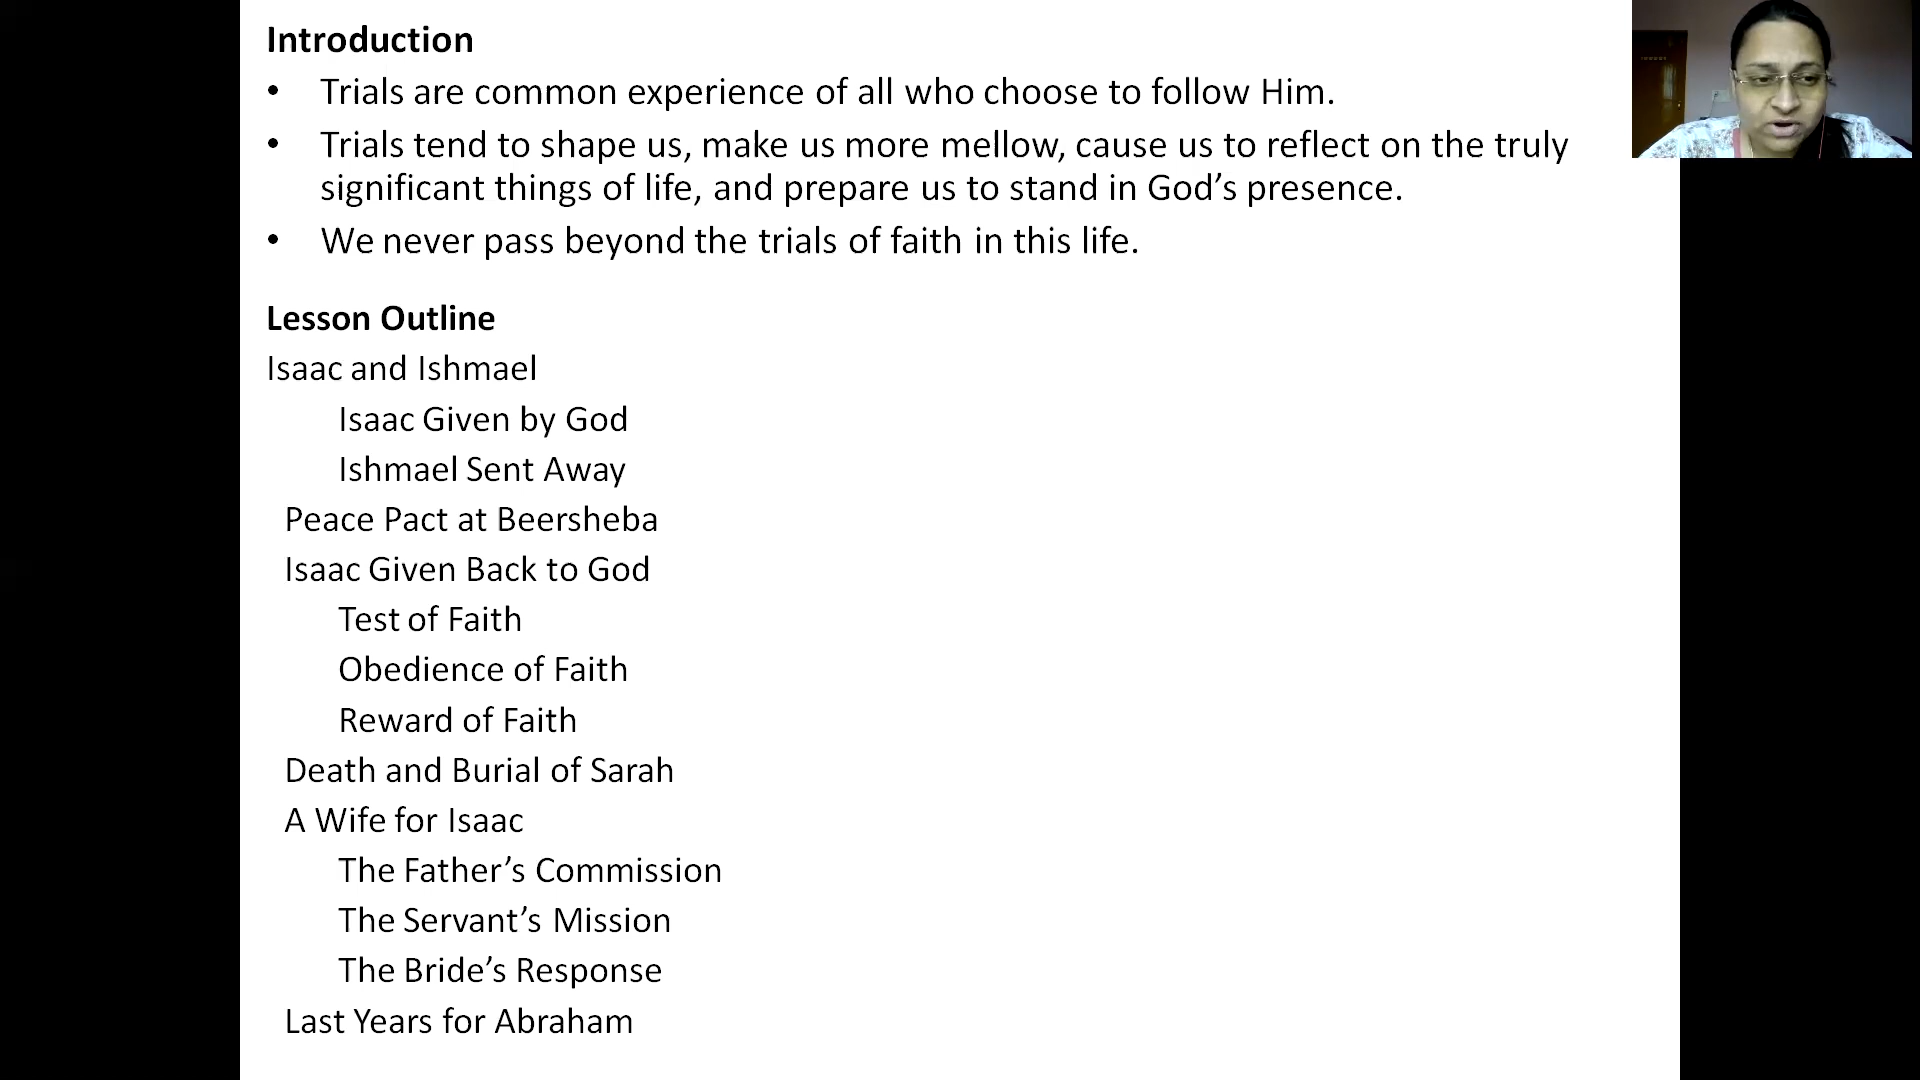 Introduction
• Trials are common experience of all who choose to follow Him.
• Trials tend to shape us, make us more mellow, cause us to reflect on the truly
significant things of life, and prepare us to stand in God’s presence.
• We never pass beyond the trials of faith in this life.
Lesson Outline
Isaac and Ishmael
Isaac Given by God
Ishmael Sent Away
Peace Pact at Beersheba
Isaac Given Back to God
Test of Faith
Obedience of Faith
Reward of Faith
Death and Burial of Sarah
A Wife for Isaac
The Father’s Commission
The Servant’s Mission
The Bride’s Response
Last Years for Abraham